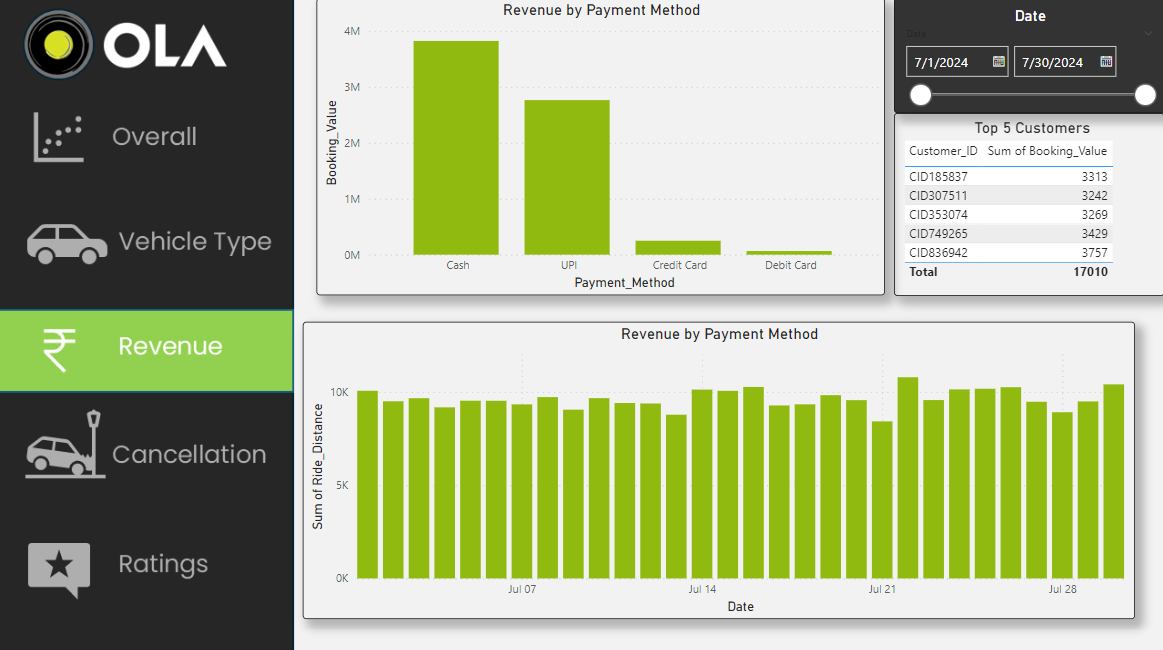 OLA
Overall
Vehicle Type
Revenue
Cancellation
Ratings
Revenue by Payment Method
Booking_Value
4M
3M
2M
1M
0M
Cash
UPI
Credit Card
Debit Card
Payment_Method
Date
Date
7/1/2024
7/30/2024
Top 5 Customers
Customer_ID Sum of Booking_Value
CID185837 3313
CID307511 3242
CID353074 3269
CID749265 3429
CID836942 3757
Total 17010
Revenue by Payment Method
Sum of Ride_Distance
10K
5K
0K
Jul 07
Jul 14
Jul 21
Jul 28
Date